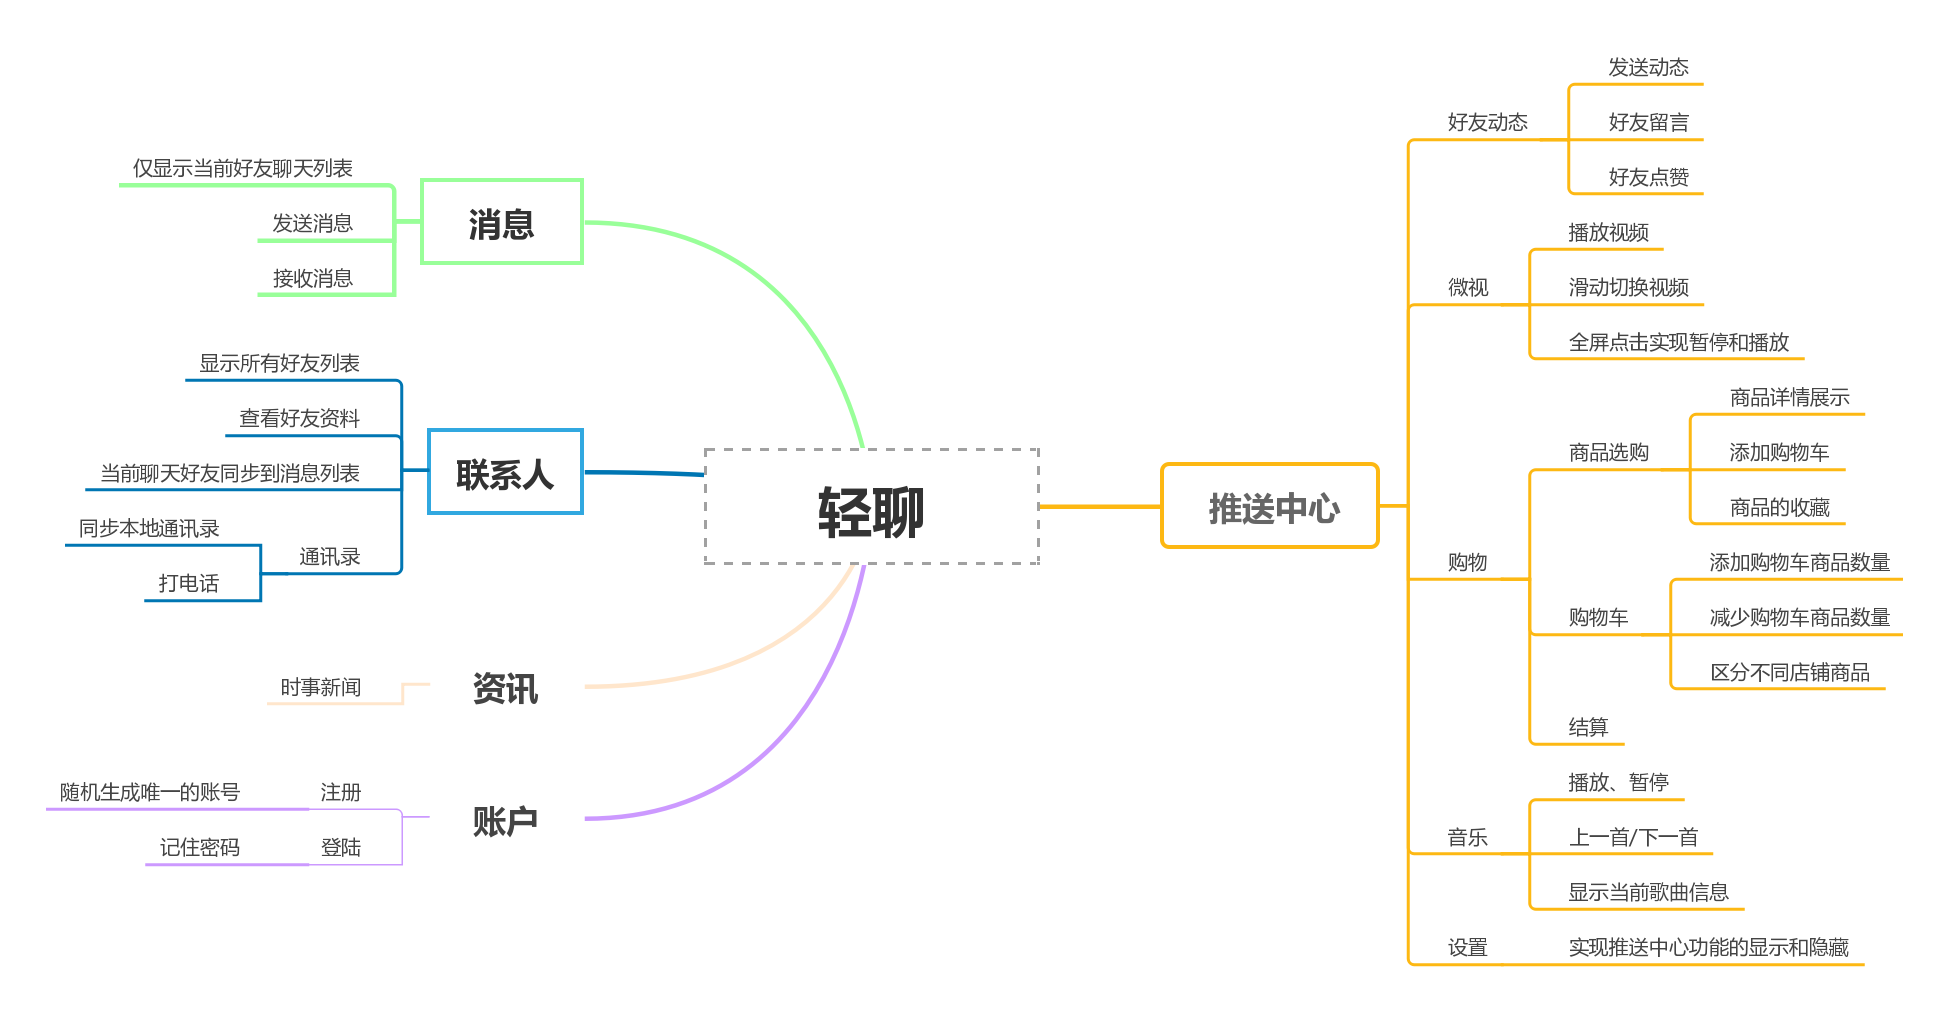 轻聊
消息
仅显示当前好友聊天列表
发送消息
接收消息
联系人
显示所有好友列表
查看好友资料
当前聊天好友同步到消息列表
通讯录
同步本地通讯录
打电话
资讯
时事新闻
账户
注册
随机生成唯一的账号
登陆
记住密码
推送中心
好友动态
发送动态
好友留言
好友点赞
微视
播放视频
滑动切换视频
全屏点击实现暂停和播放
购物
商品选购
商品详情展示
添加购物车
商品的收藏
购物车
添加购物车商品数量
减少购物车商品数量
区分不同店铺商品
结算
音乐
播放、暂停
上一首/下一首
显示当前歌曲信息
设置
实现推送中心功能的显示和隐藏